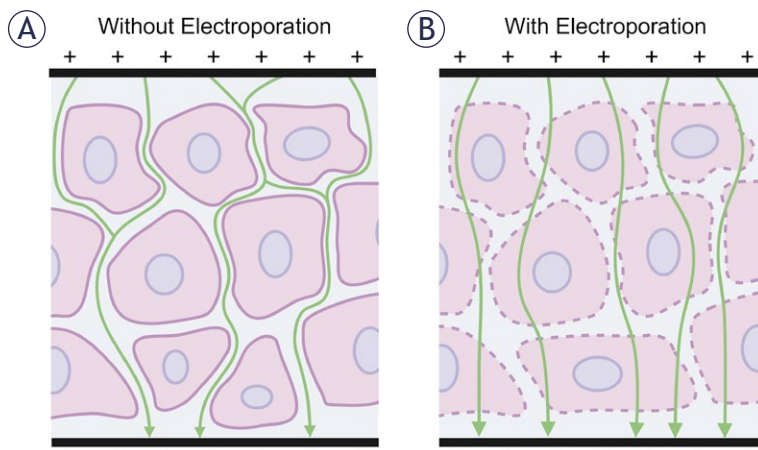 A
Without Electroporation
+ + + + + + +
B
With Electroporation
+ + + + + + +